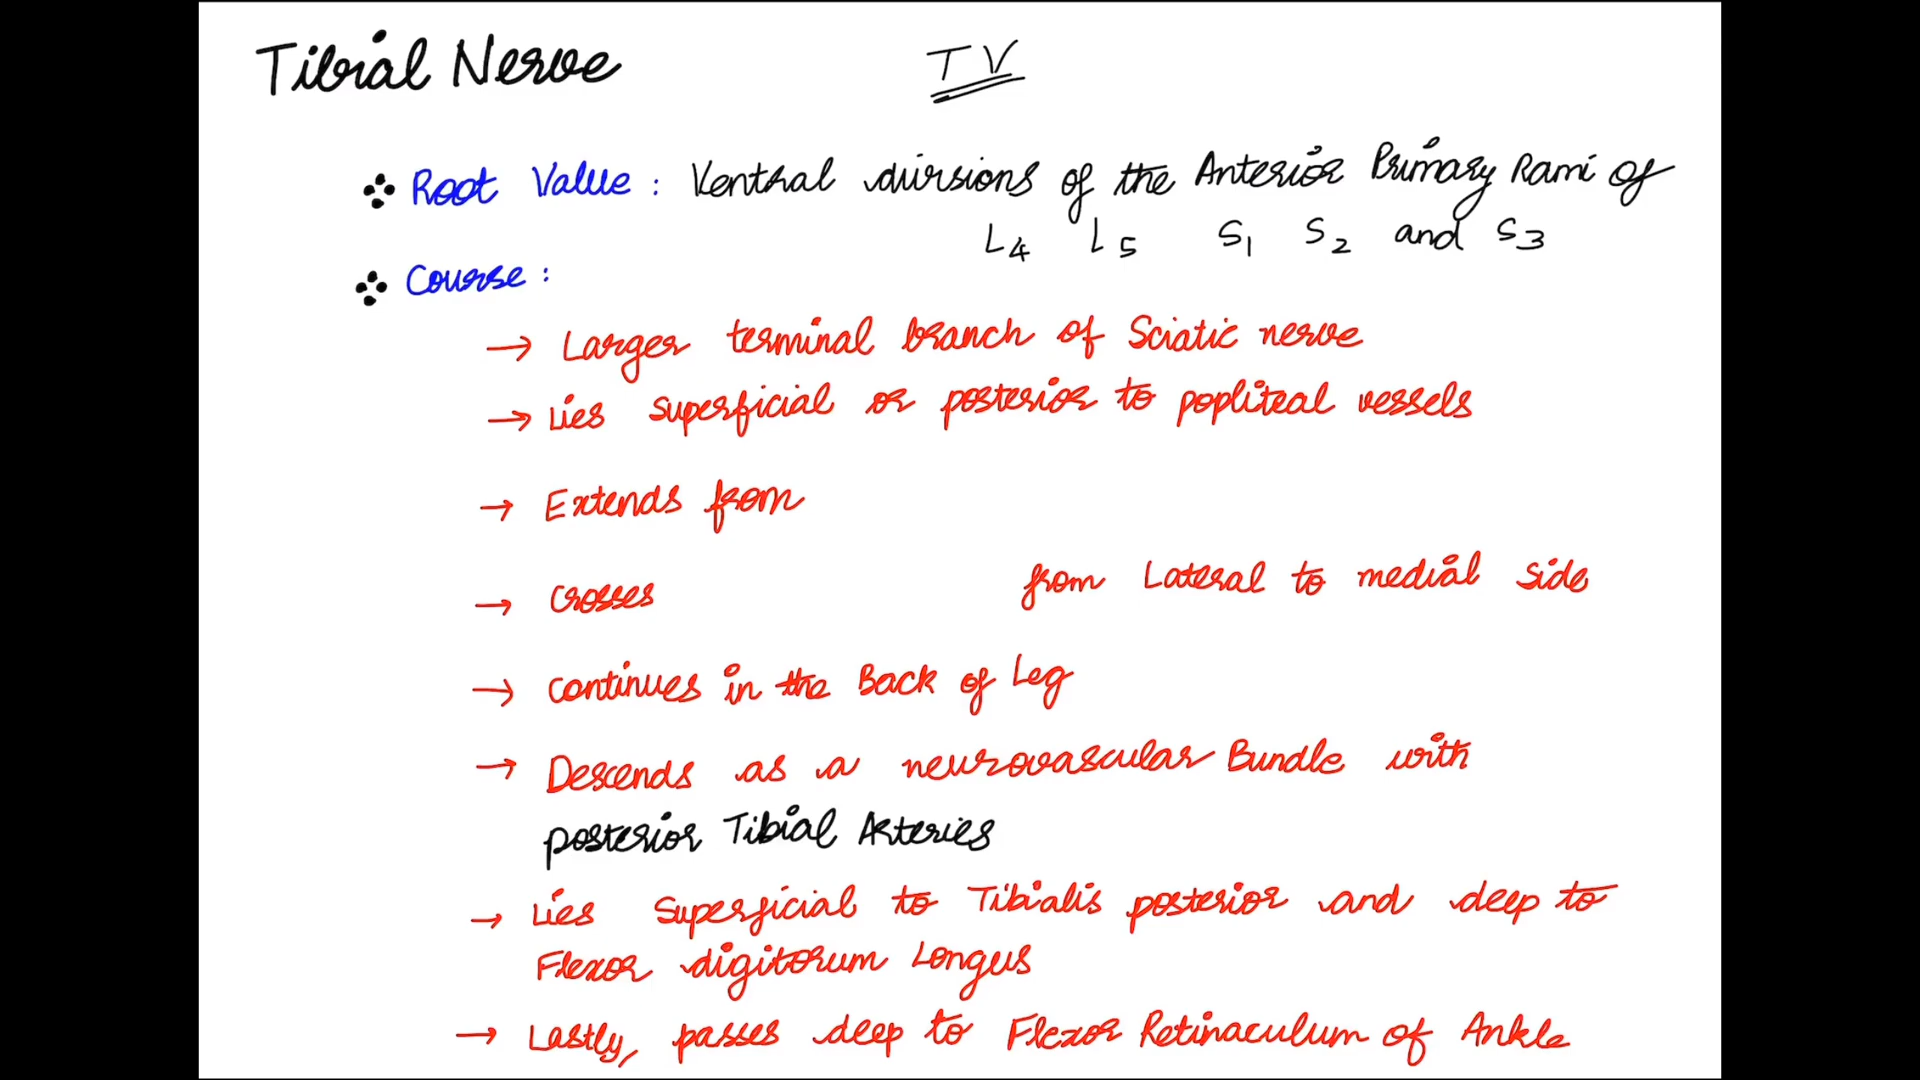 Tibial Nerve TV
Root Value : Ventral divisions of the Anterior Primary Rami of
L4 L5 S1 S2 and S3
Course :
→ Larger terminal branch of Sciatic nerve
→ Lies superficial or posterior to popliteal vessels
→ Extends from
→ crosses from Lateral to medial side
→ continues in the Back of Leg
→ Descends as a neurovascular Bundle with
posterior Tibial Arteries
→ Lies Superficial to Tibialis posterior and deep to
Flexor digitorum Longus
→ Lastly, passes deep to Flexor Retinaculum of Ankle